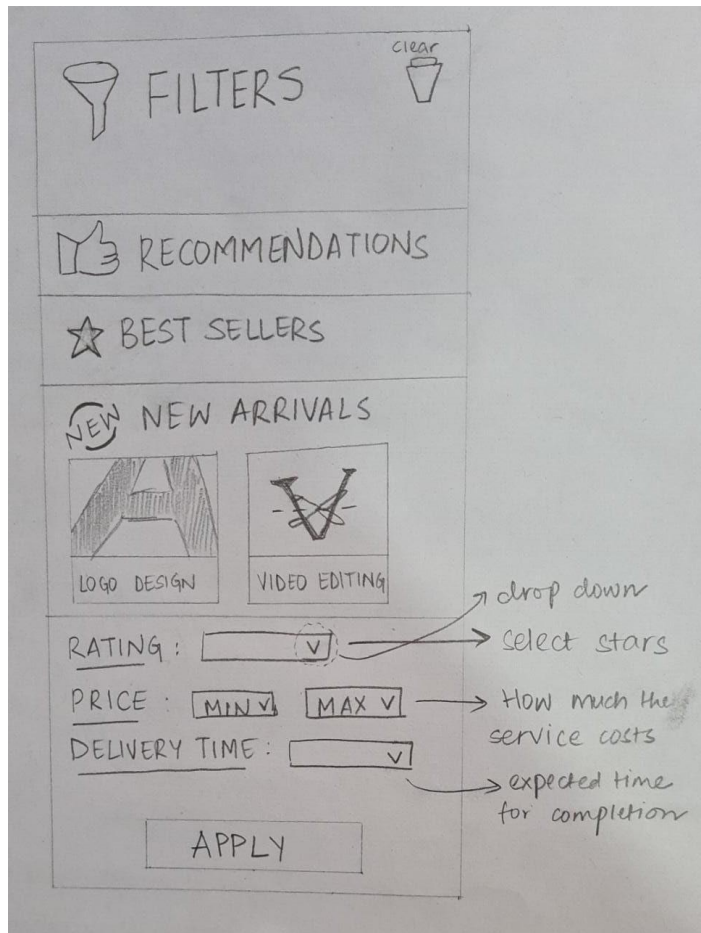 clear
FILTERS
RECOMMENDATIONS
BEST SELLERS
NEW NEW ARRIVALS
LOGO DESIGN
VIDEO EDITING
drop down
RATING :
select stars
PRICE : MIN MAX
How much the
service costs
DELIVERY TIME :
expected time
for completion
APPLY